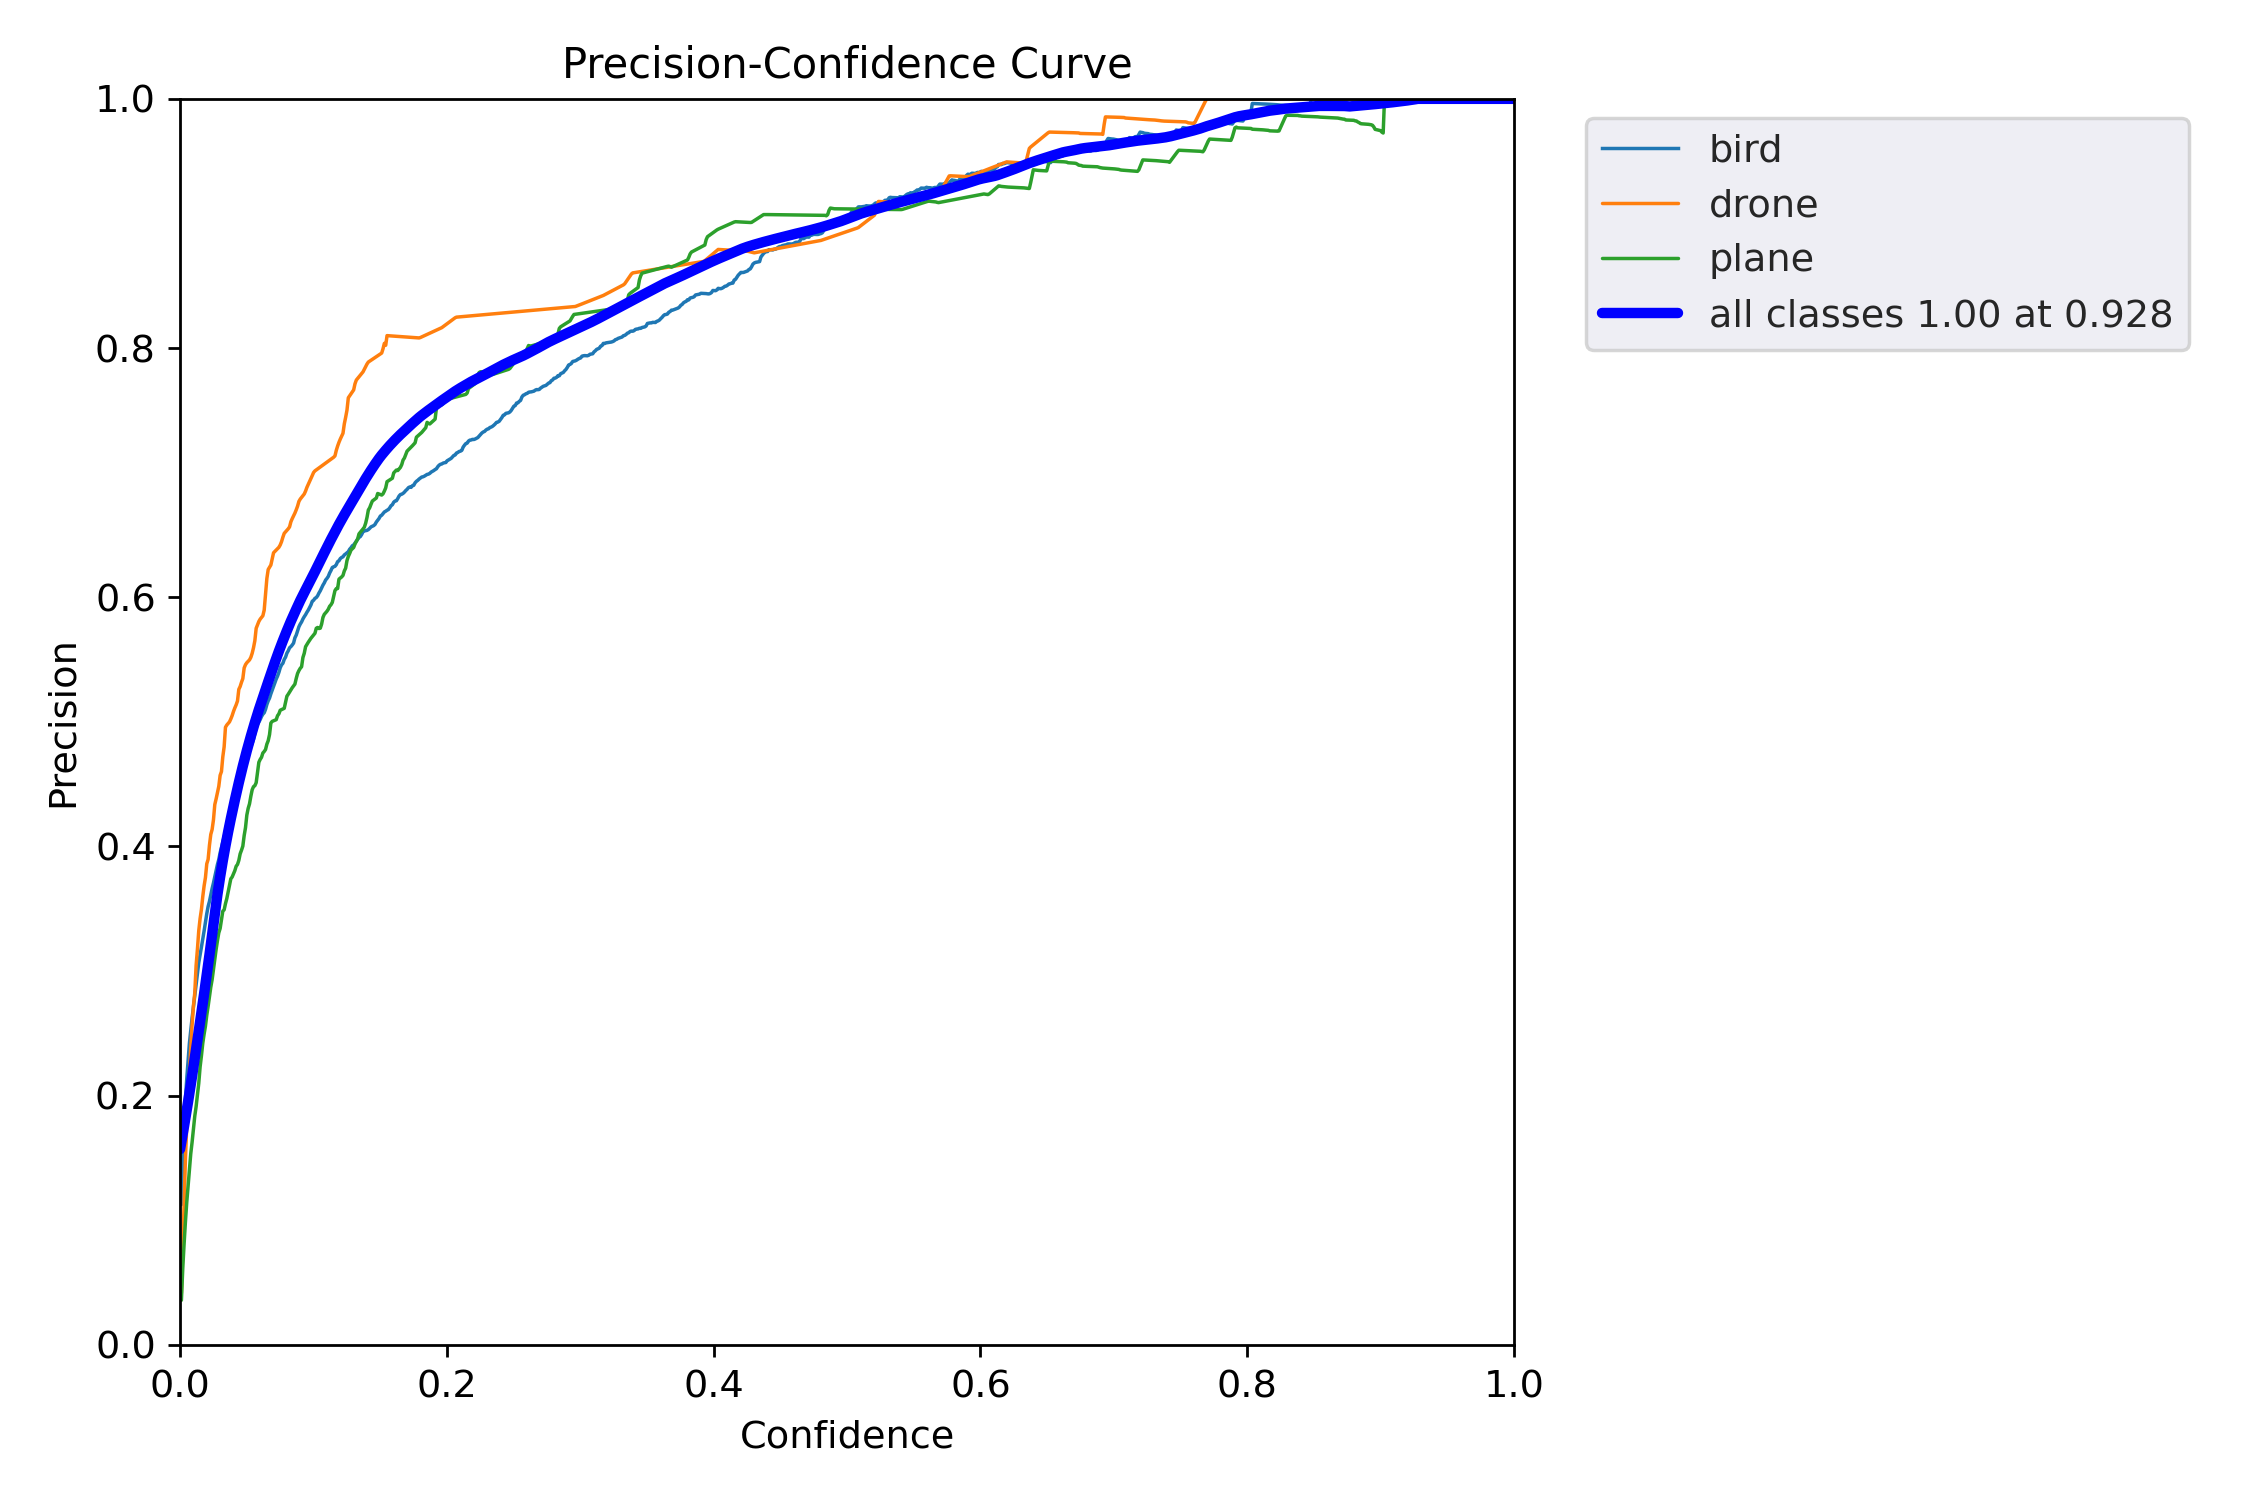 Precision-Confidence Curve
1.0
0.8
0.6
0.4
0.2
0.0
Precision
0.0 0.2 0.4 0.6 0.8 1.0
Confidence
bird
drone
plane
all classes 1.00 at 0.928